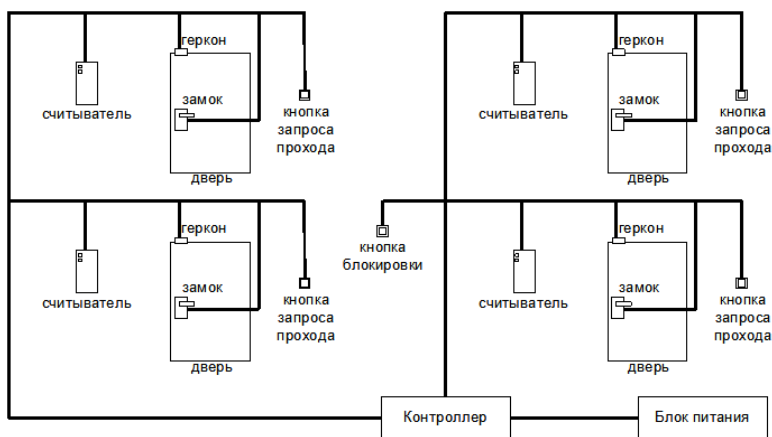 геркон
геркон
замок
замок
считыватель
кнопка
запроса
прохода
считыватель
кнопка
запроса
прохода
дверь
дверь
геркон
кнопка
блокировки
геркон
замок
замок
считыватель
кнопка
запроса
прохода
считыватель
кнопка
запроса
прохода
дверь
дверь
Контроллер
Блок питания